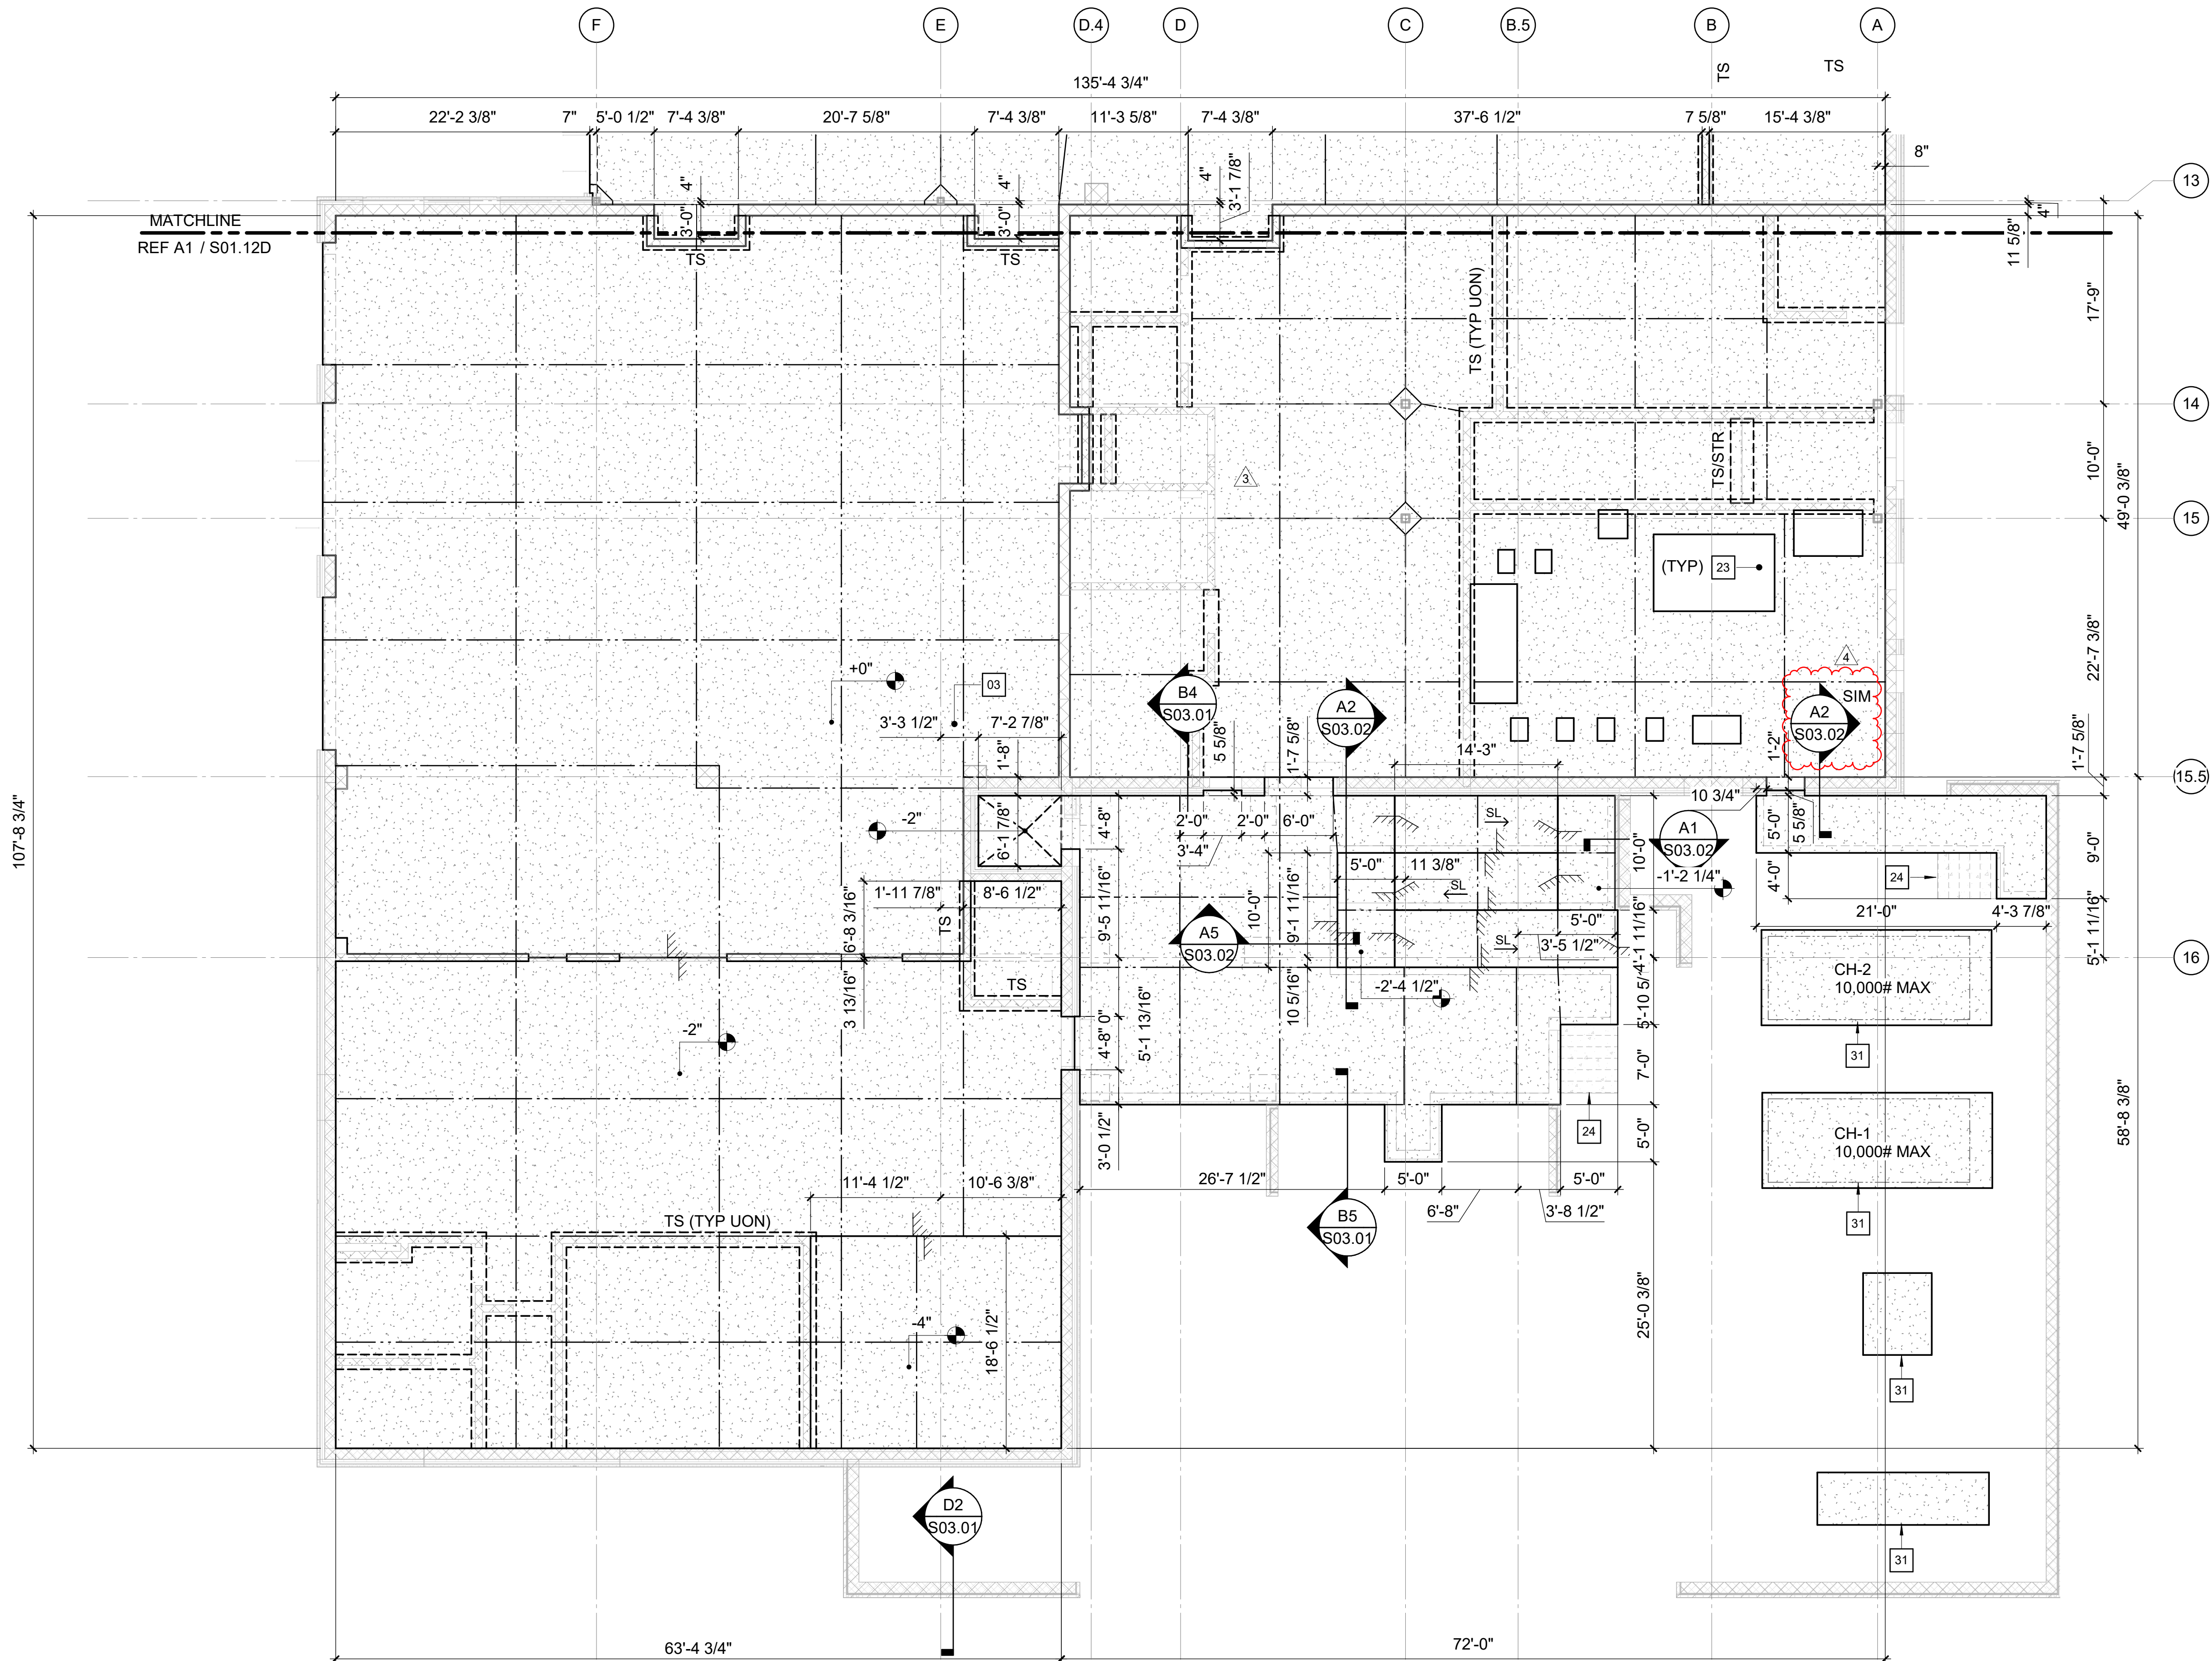 F
E
D.4
D
C
B.5
B
A
TS
TS
135'-4 3/4"
22'-2 3/8"
7"
5'-0 1/2"
7'-4 3/8"
20'-7 5/8"
7'-4 3/8"
11'-3 5/8"
7'-4 3/8"
37'-6 1/2"
7 5/8"
15'-4 3/8"
8"
13
4"
3'-0"
4"
3'-0"
4"
3'-1 7/8"
4"
11 5/8"
MATCHLINE
REF A1 / S01.12D
TS
TS
TS (TYP UON)
17'-9"
14
10'-0"
49'-0 3/8"
TS/STR
3
15
(TYP)
23
22'-7 3/8"
4
SIM
A2
S03.02
1'-2"
1'-7 5/8"
+0"
03
3'-3 1/2"
7'-2 7/8"
1'-8"
B4
S03.01
5 5/8"
A2
S03.02
1'-7 5/8"
14'-3"
(15.5)
107'-8 3/4"
-2"
6'-1 7/8"
4'-8"
2'-0"
2'-0"
6'-0"
3'-4"
SL
10 3/4"
A1
S03.02
10'-0"
-1'-2 1/4"
5'-0"
5 5/8"
4'-0"
24
9'-0"
21'-0"
4'-3 7/8"
5'-1 11/16"
1'-11 7/8"
8'-6 1/2"
6'-8 3/16"
TS
9'-5 11/16"
A5
S03.02
10'-0"
9'-1 11/16"
5'-0"
11 3/8"
SL
5'-0"
3'-5 1/2"
SL
4'-1 11/16"
16
3 13/16"
TS
-2"
4'-8"
0"
5'-1 13/16"
10 5/16"
-2'-4 1/2"
5'-10 5/
CH-2
10,000# MAX
31
7'-0"
24
CH-1
10,000# MAX
31
3'-0 1/2"
5'-0"
26'-7 1/2"
5'-0"
6'-8"
3'-8 1/2"
5'-0"
58'-8 3/8"
11'-4 1/2"
10'-6 3/8"
TS (TYP UON)
B5
S03.01
25'-0 3/8"
-4"
18'-6 1/2"
31
D2
S03.01
31
63'-4 3/4"
72'-0"